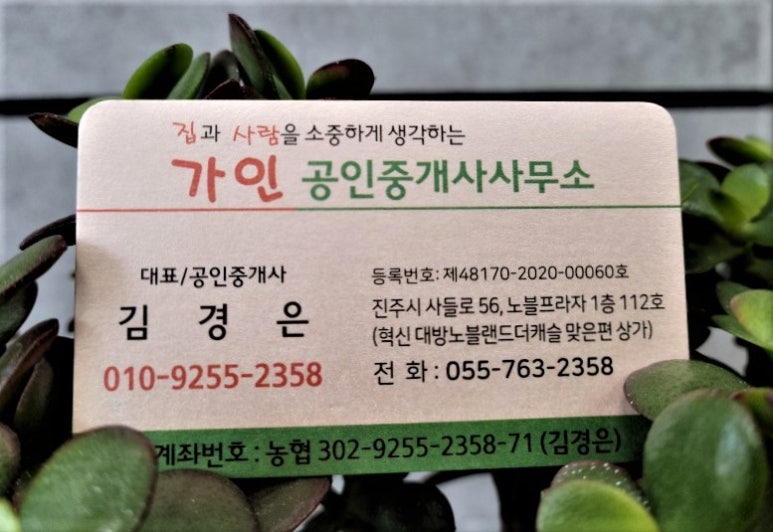 집과 사람을 소중하게 생각하는
가인 공인중개사사무소
대표/공인중개사
김 경 은
010-9255-2358
등록번호: 제48170-2020-00060호
진주시 사들로 56, 노블프라자 1층 112호
(혁신 대방노블랜드더캐슬 맞은편 상가)
전 화 : 055-763-2358
계좌번호 : 농협 302-9255-2358-71 (김경은)